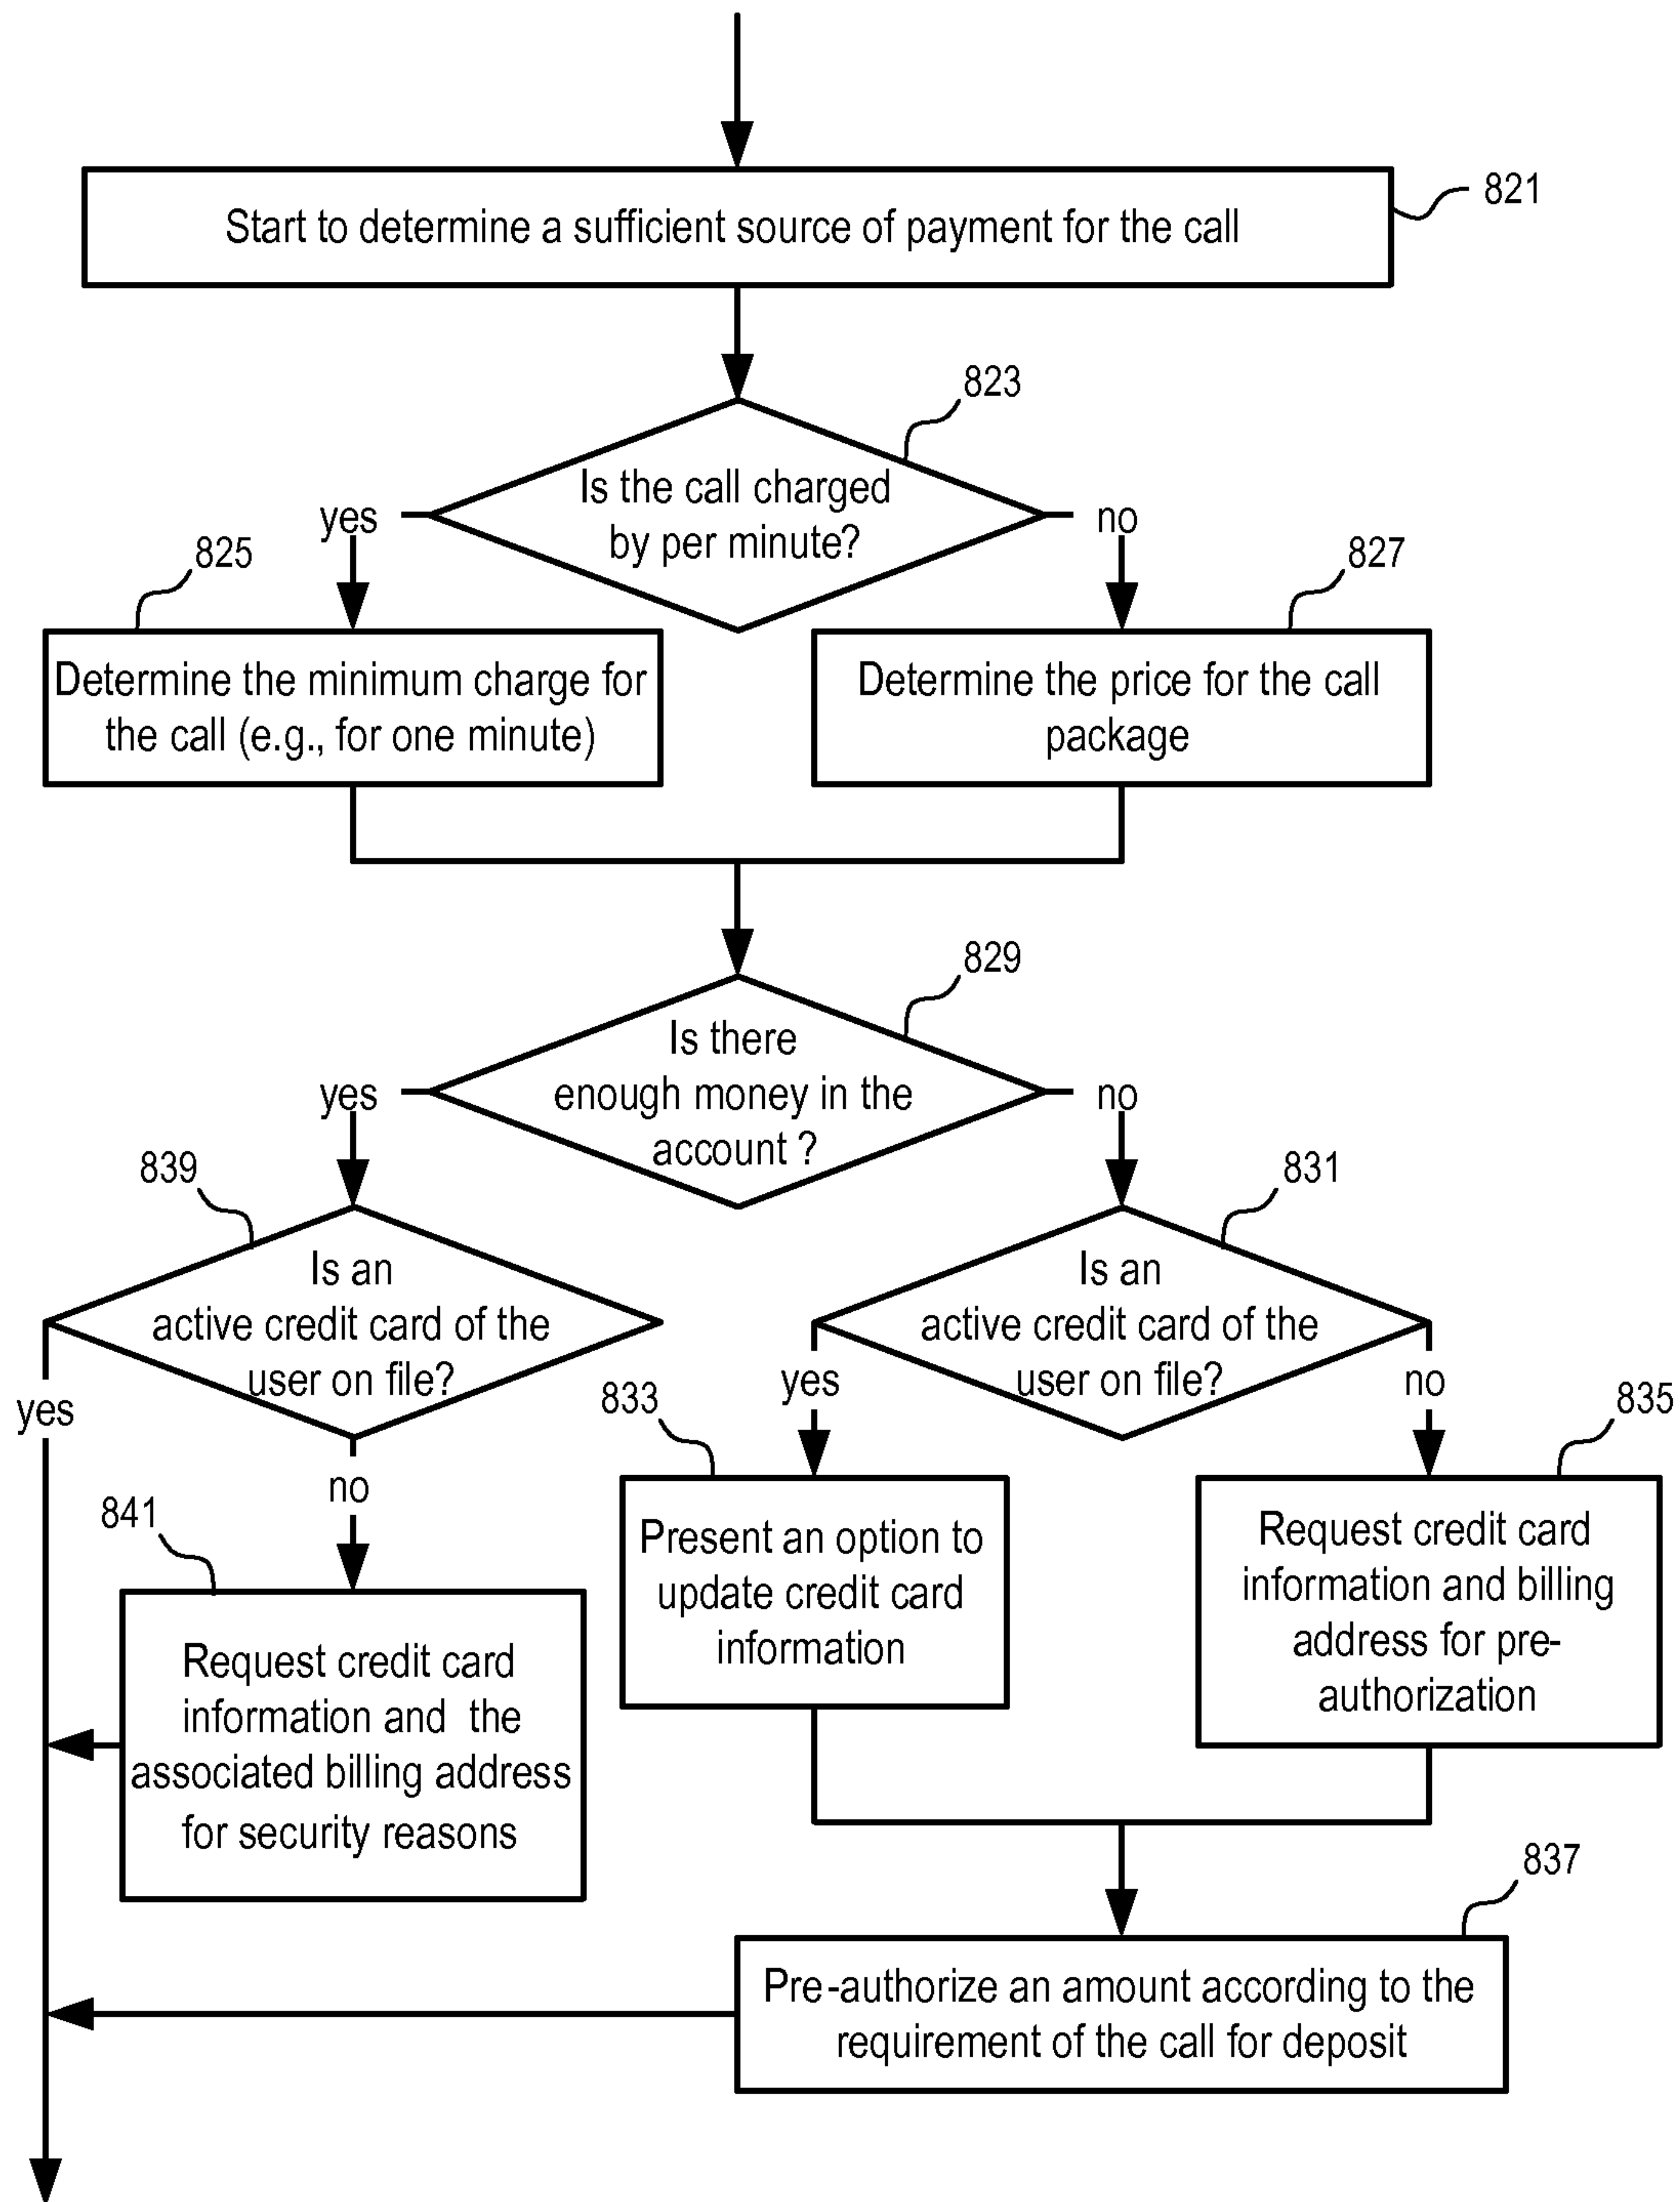 821
Start to determine a sufficient source of payment for the call
823
Is the call charged
by per minute?
yes
no
825
827
Determine the minimum charge for
the call (e.g., for one minute)
Determine the price for the call
package
829
Is there
enough money in the
account ?
yes
no
839
831
Is an
active credit card of the
user on file?
Is an
active credit card of the
user on file?
yes
no
yes
no
833
835
841
Present an option to
update credit card
information
Request credit card
information and billing
address for pre-
authorization
Request credit card
information and the
associated billing address
for security reasons
837
Pre-authorize an amount according to the
requirement of the call for deposit